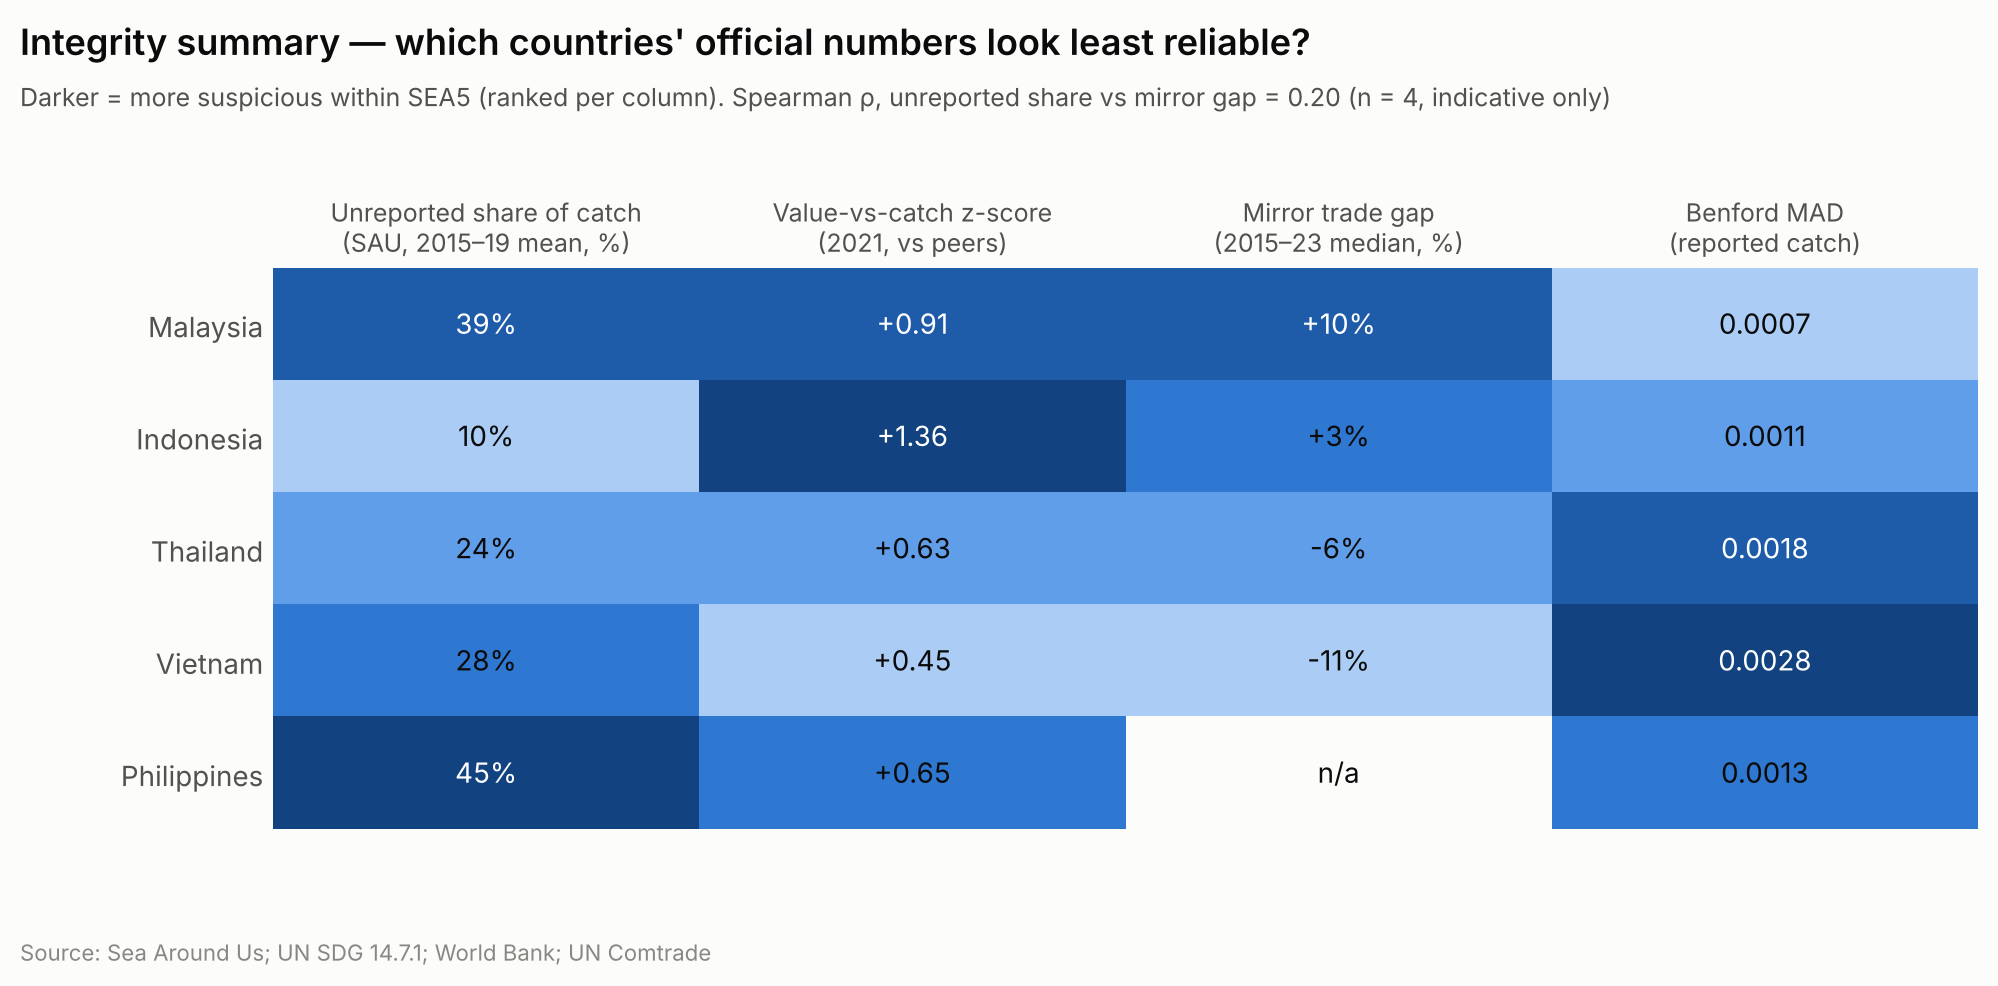 Integrity summary — which countries' official numbers look least reliable?
Darker = more suspicious within SEA5 (ranked per column). Spearman ρ, unreported share vs mirror gap = 0.20 (n = 4, indicative only)
Unreported share of catch
(SAU, 2015–19 mean, %)
Value-vs-catch z-score
(2021, vs peers)
Mirror trade gap
(2015–23 median, %)
Benford MAD
(reported catch)
Malaysia 39% +0.91 +10% 0.0007
Indonesia 10% +1.36 +3% 0.0011
Thailand 24% +0.63 -6% 0.0018
Vietnam 28% +0.45 -11% 0.0028
Philippines 45% +0.65 n/a 0.0013
Source: Sea Around Us; UN SDG 14.7.1; World Bank; UN Comtrade